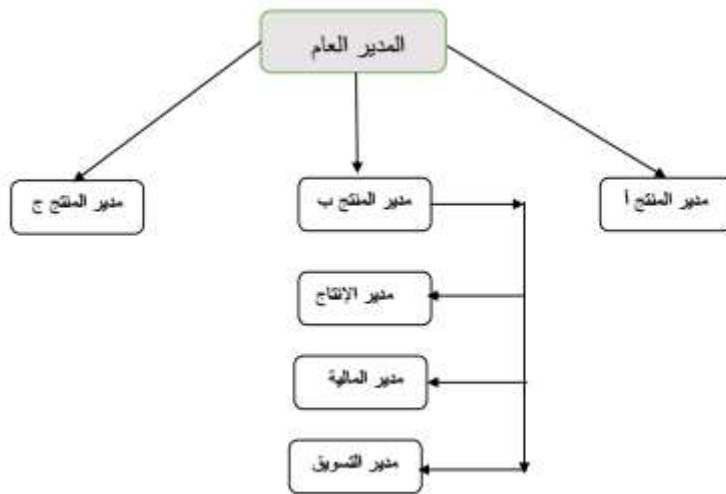 المدير العام
مدير المنتج أ
مدير المنتج ب
مدير المنتج ج
مدير الإنتاج
مدير المالية
مدير التسويق